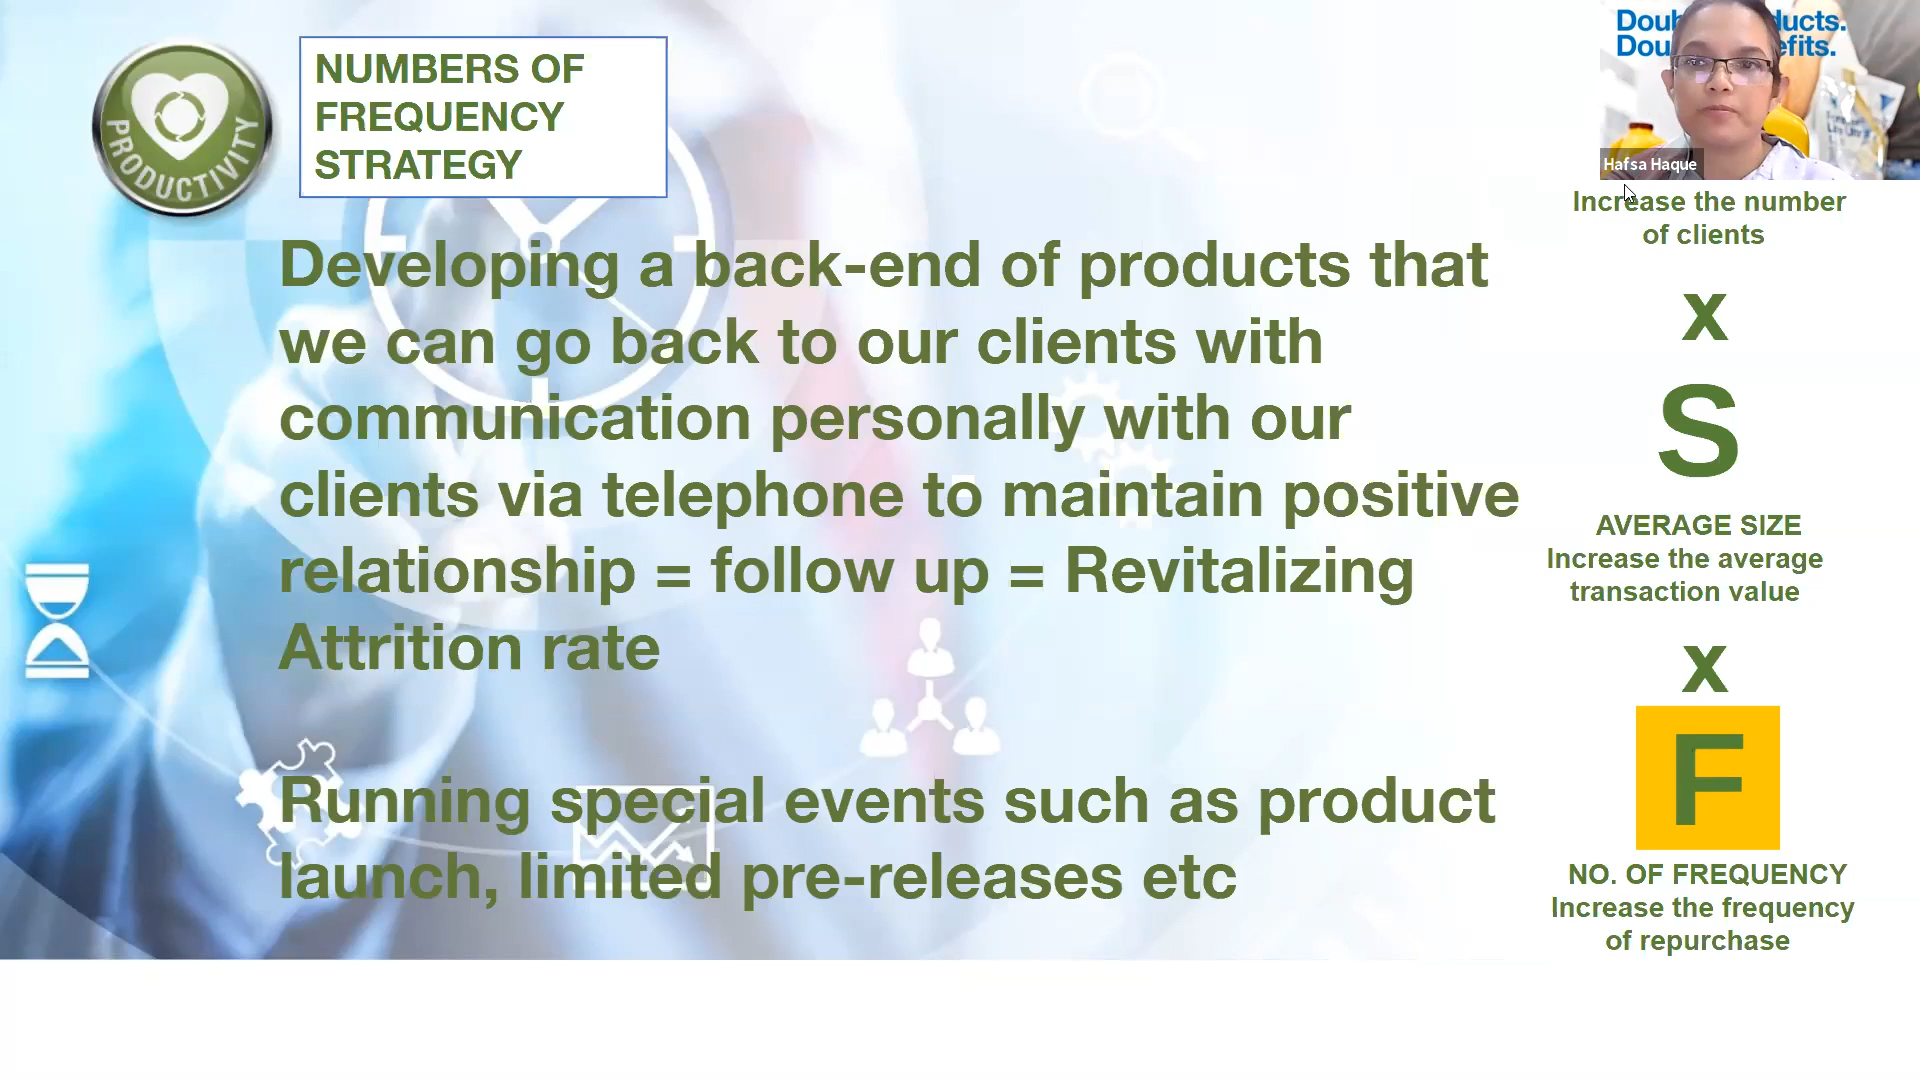 PRODUCTIVITY
NUMBERS OF
FREQUENCY
STRATEGY
Developing a back-end of products that
we can go back to our clients with
communication personally with our
clients via telephone to maintain positive
relationship = follow up = Revitalizing
Attrition rate
Running special events such as product
launch, limited pre-releases etc
Hafsa Haque
Increase the number
of clients
x
S
AVERAGE SIZE
Increase the average
transaction value
x
F
NO. OF FREQUENCY
Increase the frequency
of repurchase